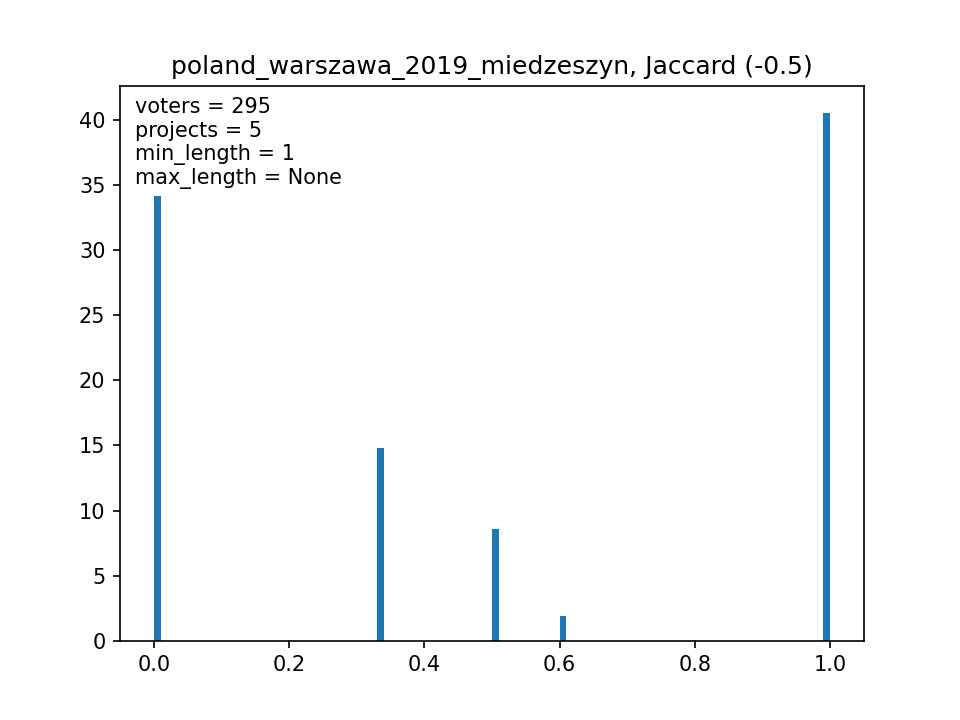 poland_warszawa_2019_miedzeszyn, Jaccard (-0.5)
voters = 295
projects = 5
min_length = 1
max_length = None
40
35
30
25
20
15
10
5
0
0.0 0.2 0.4 0.6 0.8 1.0